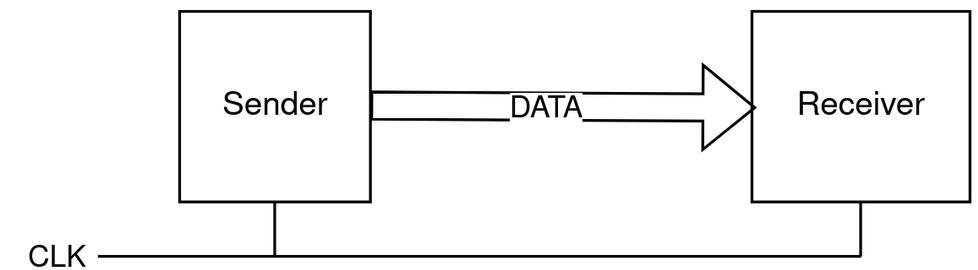 Sender
DATA
Receiver
CLK